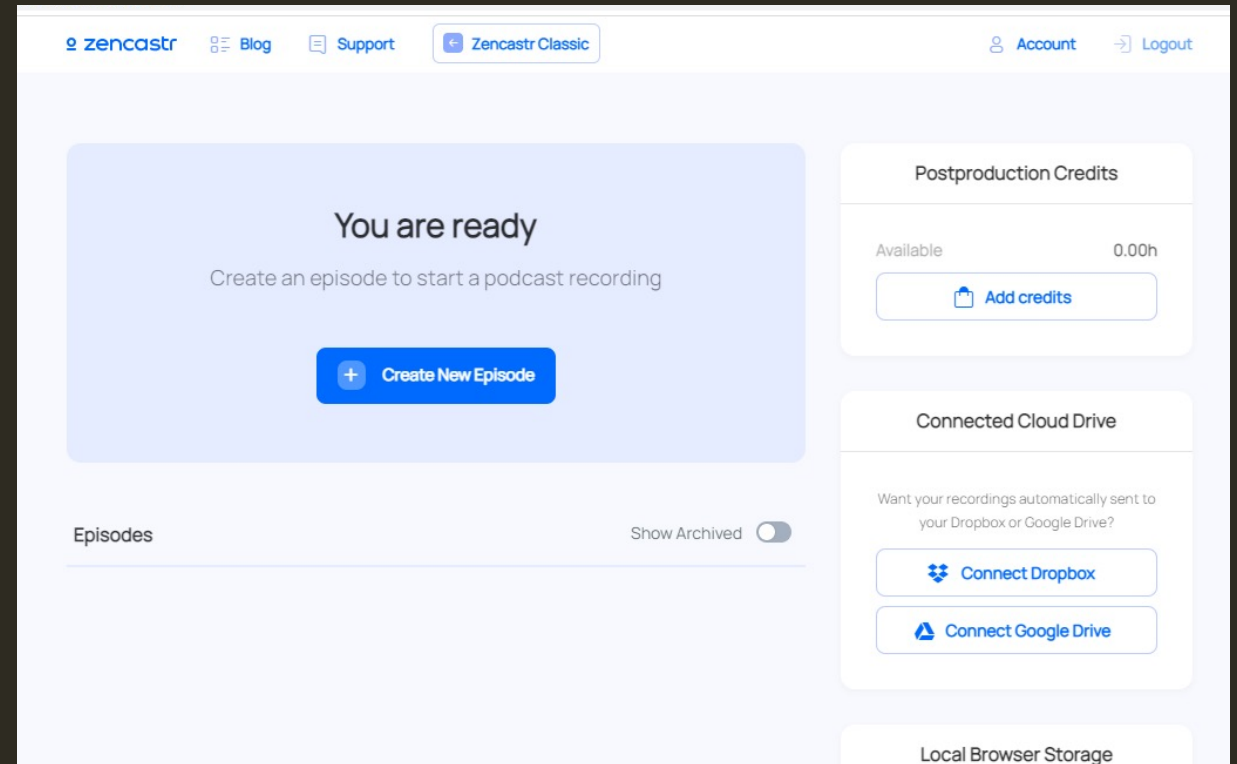 zencastr Blog Support Zencastr Classic Account Logout
You are ready
Create an episode to start a podcast recording
Create New Episode
Episodes Show Archived
Postproduction Credits
Available 0.00h
Add credits
Connected Cloud Drive
Want your recordings automatically sent to
your Dropbox or Google Drive?
Connect Dropbox
Connect Google Drive
Local Browser Storage